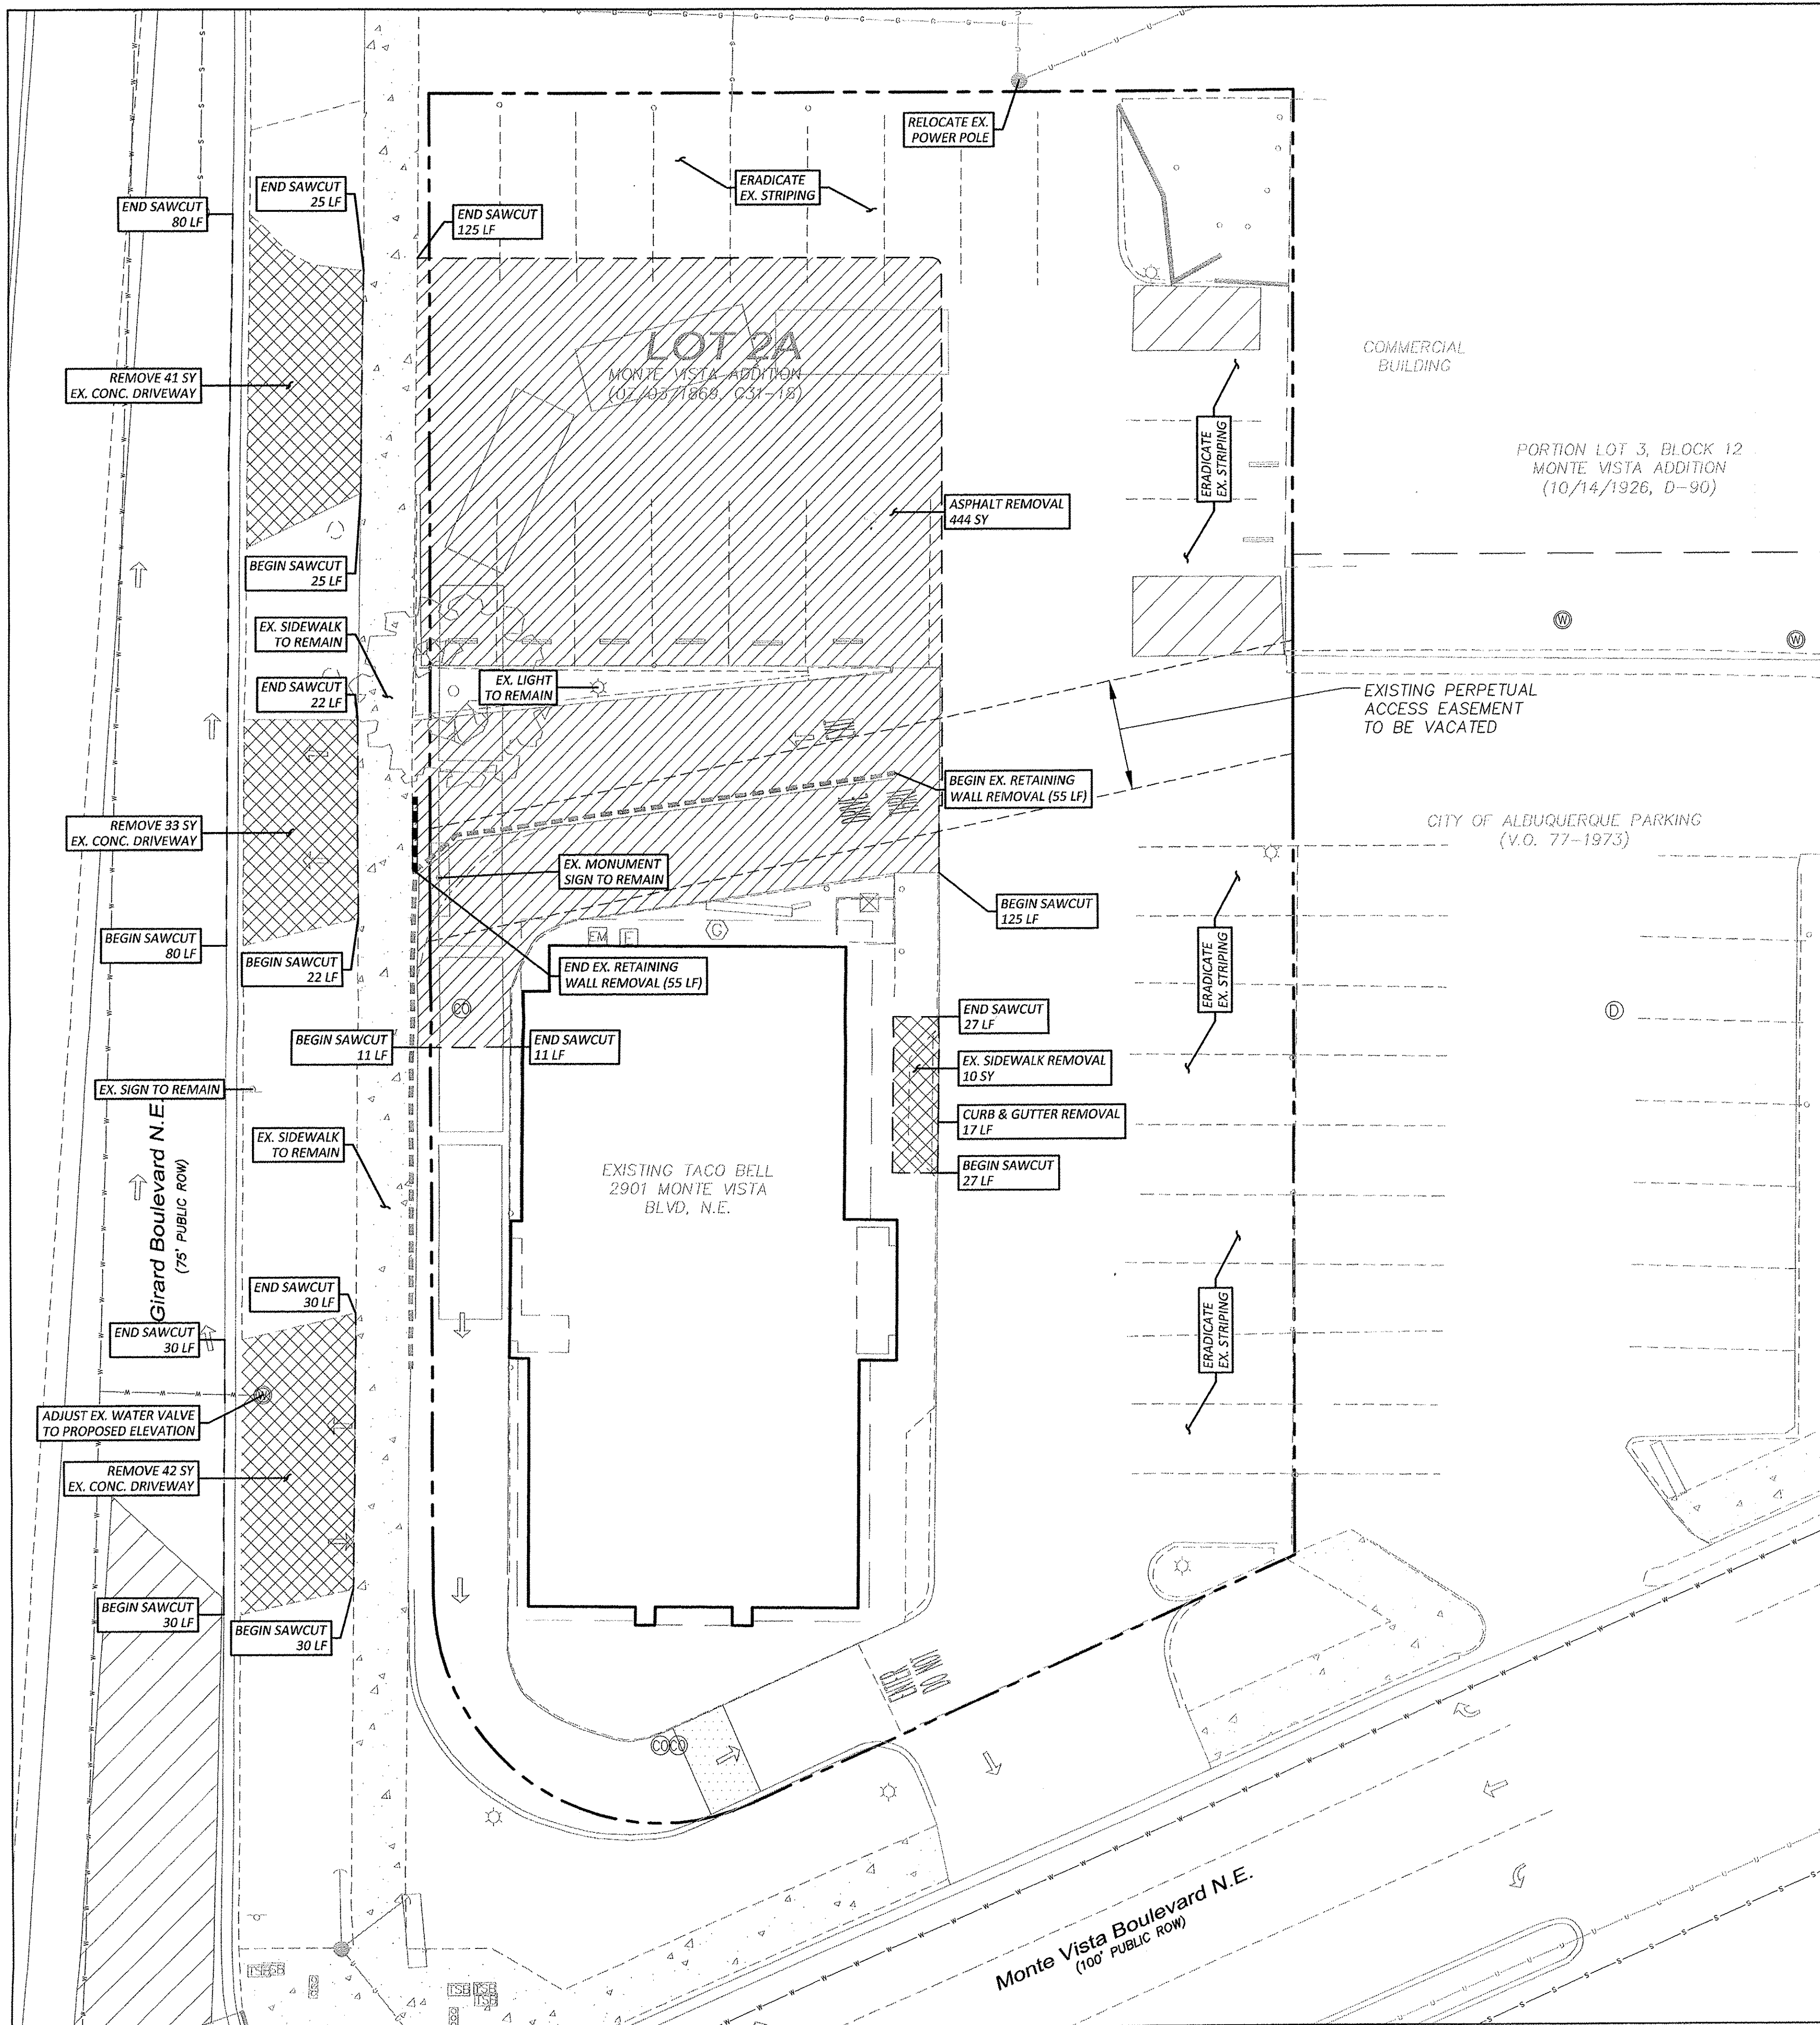 RELOCATE EX.
POWER POLE
ERADICATE
EX. STRIPING
END SAWCUT
25 LF
END SAWCUT
80 LF
END SAWCUT
125 LF
LOT 2A
MONTE VISTA ADDITION
COMMERCIAL
BUILDING
REMOVE 41 SY
EX. CONC. DRIVEWAY
ERADICATE
EX. STRIPING
PORTION LOT 3, BLOCK 12
MONTE VISTA ADDITION
(10/14/1926, D-90)
ASPHALT REMOVAL
444 SY
BEGIN SAWCUT
25 LF
EX. SIDEWALK
TO REMAIN
W
W
END SAWCUT
22 LF
EX. LIGHT
TO REMAIN
EXISTING PERPETUAL
ACCESS EASEMENT
TO BE VACATED
BEGIN EX. RETAINING
WALL REMOVAL (55 LF)
REMOVE 33 SY
EX. CONC. DRIVEWAY
CITY OF ALBUQUERQUE PARKING
(V.O. 77-1973)
EX. MONUMENT
SIGN TO REMAIN
BEGIN SAWCUT
125 LF
BEGIN SAWCUT
80 LF
EM
E
G
BEGIN SAWCUT
22 LF
END EX. RETAINING
WALL REMOVAL (55 LF)
ERADICATE
EX. STRIPING
CO
D
END SAWCUT
27 LF
BEGIN SAWCUT
11 LF
END SAWCUT
11 LF
EX. SIDEWALK REMOVAL
10 SY
EX. SIGN TO REMAIN
CURB & GUTTER REMOVAL
17 LF
EX. SIDEWALK
TO REMAIN
BEGIN SAWCUT
27 LF
EXISTING TACO BELL
2901 MONTE VISTA
BLVD, N.E.
Girard Boulevard N.E.
(75' PUBLIC ROW)
END SAWCUT
30 LF
END SAWCUT
30 LF
ERADICATE
EX. STRIPING
W
ADJUST EX. WATER VALVE
TO PROPOSED ELEVATION
REMOVE 42 SY
EX. CONC. DRIVEWAY
BEGIN SAWCUT
30 LF
BEGIN SAWCUT
30 LF
DO NOT
ENTER
CO CO
Monte Vista Boulevard N.E.
(100' PUBLIC ROW)
TSB
TSB
TSB